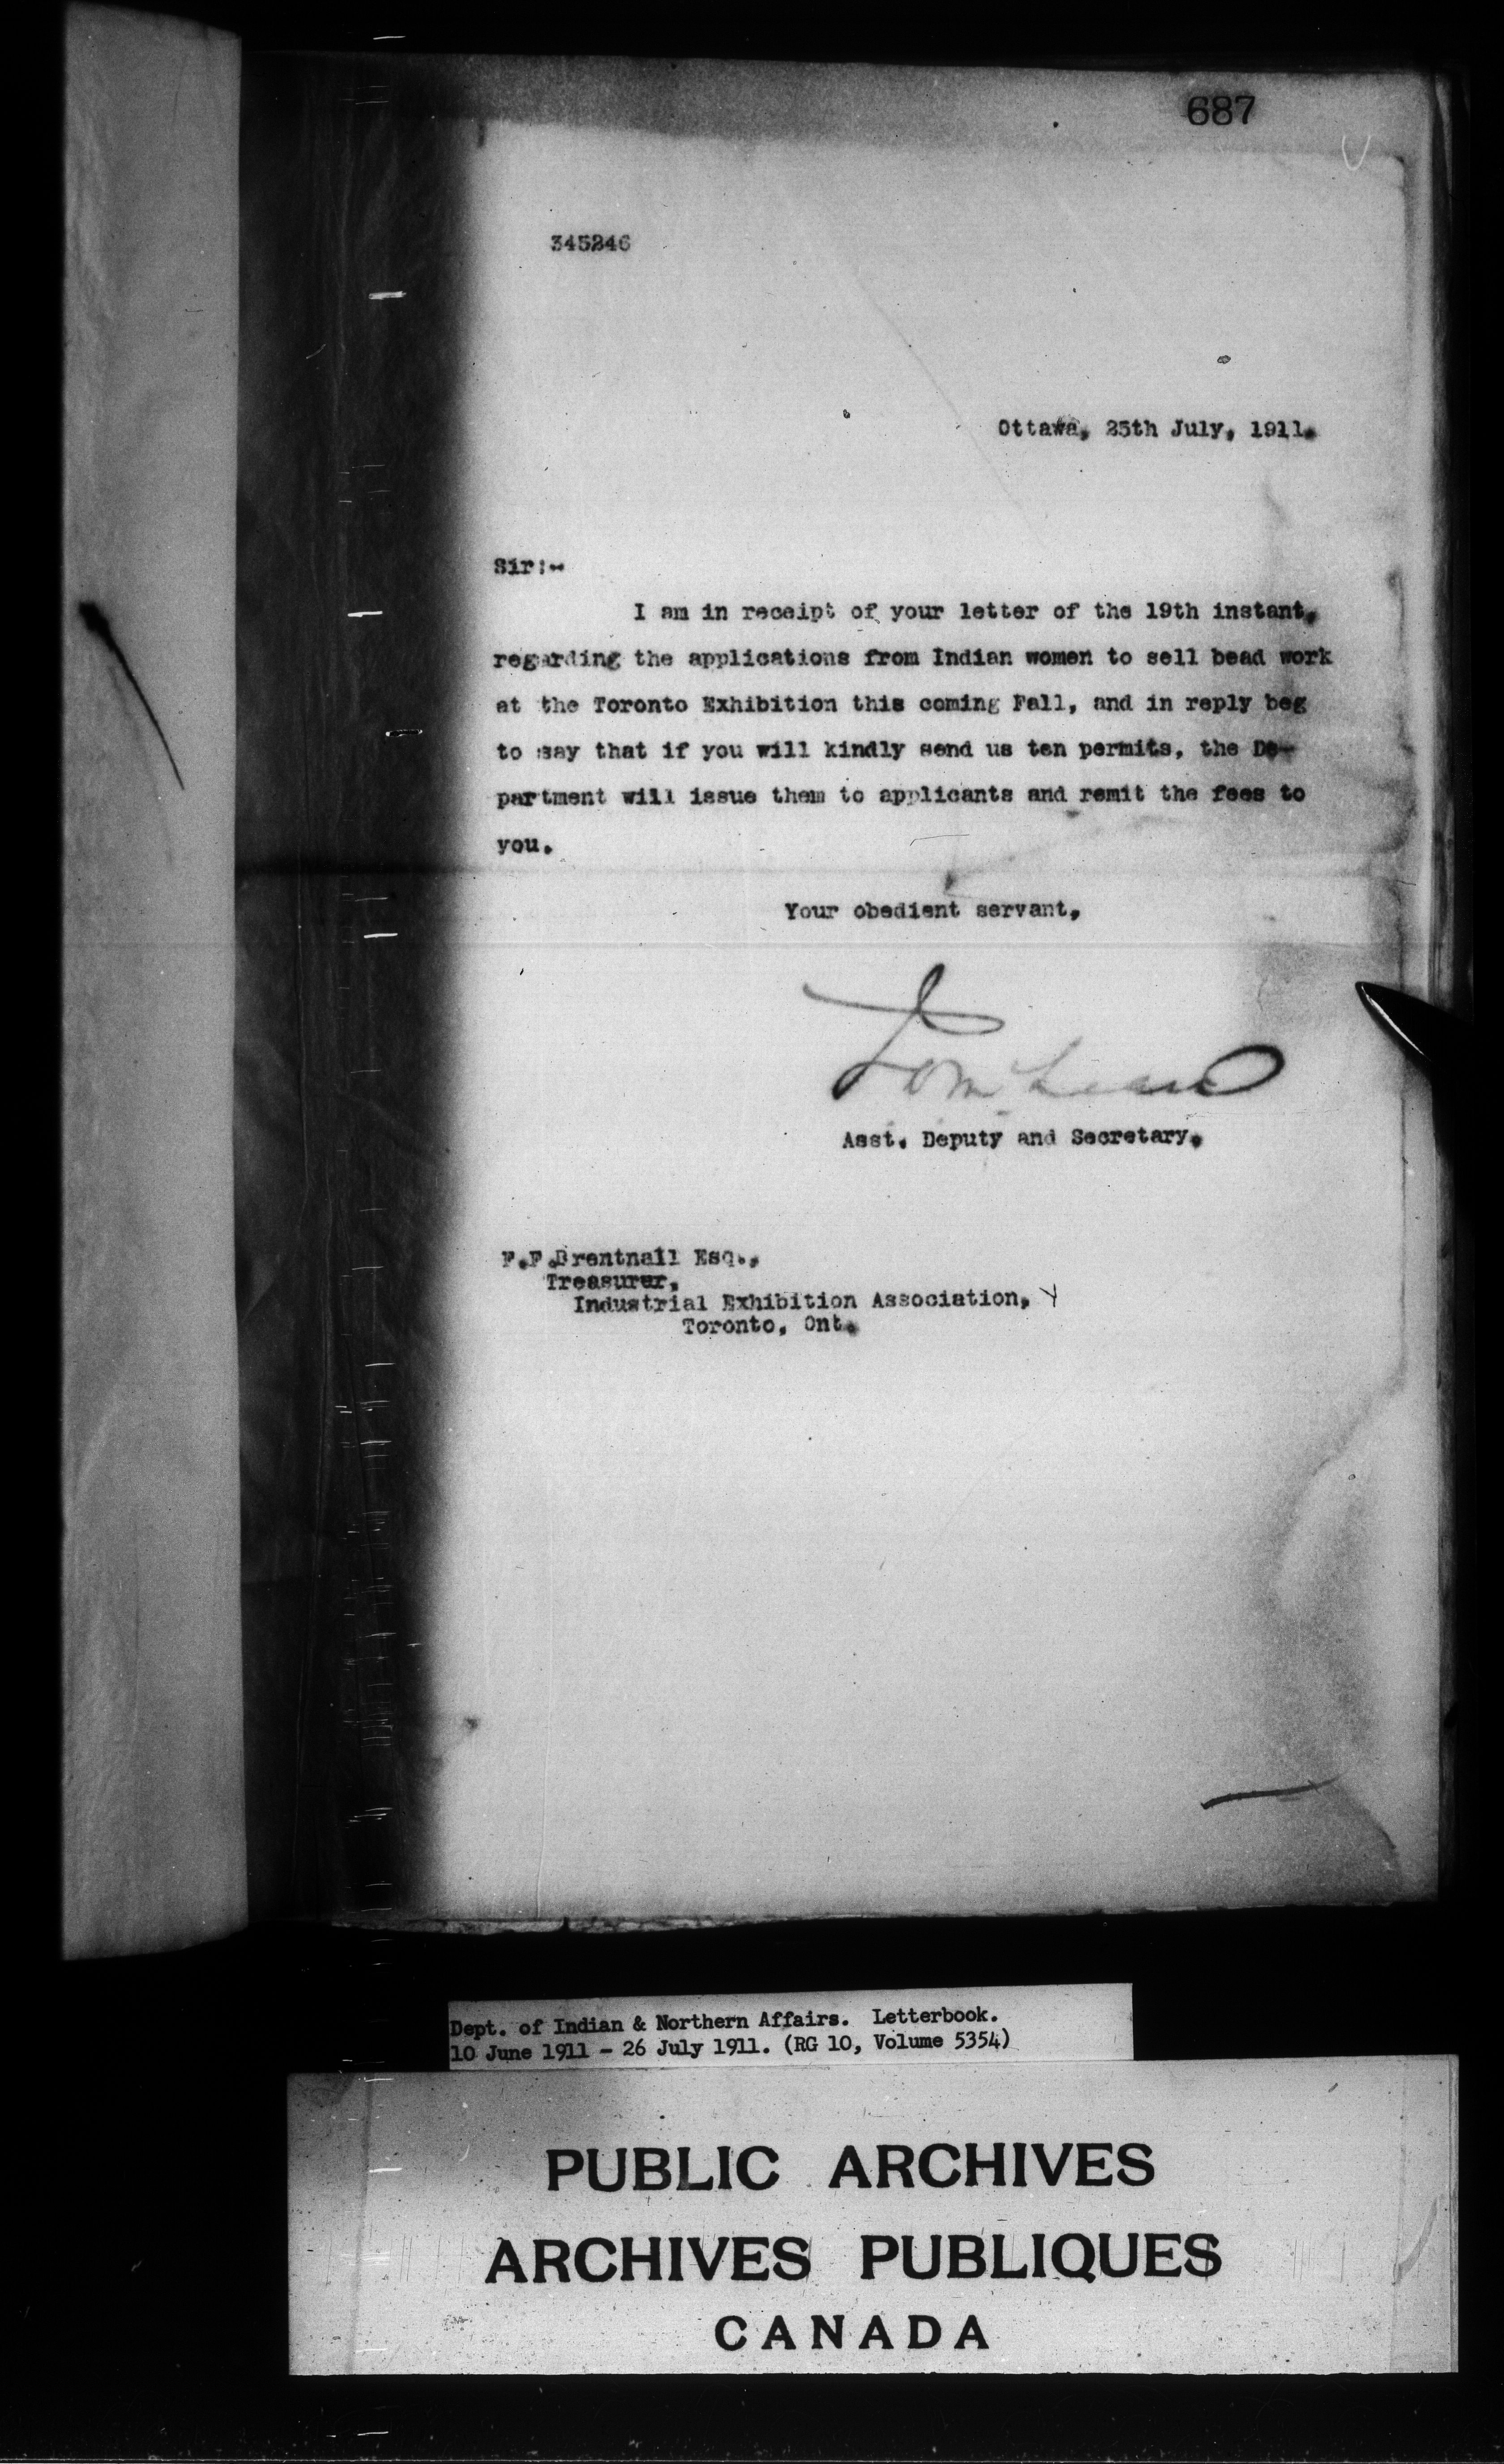 687
345246
Ottawa, 25th July, 1911.
Sir:-
I am in receipt of your letter of the 19th instant,
regarding the applications from Indian women to sell bead work
at the Toronto Exhibition this coming Fall, and in reply beg
to say that if you will kindly send us ten permits, the De-
partment will issue them to applicants and remit the fees to
you.
Your obedient servant,
Asst. Deputy and Secretary.
F.F.Brentnall Esq.,
Treasurer,
Industrial Exhibition Association,
Toronto, Ont.
Dept. of Indian & Northern Affairs. Letterbook.
10 June 1911 - 26 July 1911. (RG 10, Volume 5354)
PUBLIC ARCHIVES
ARCHIVES PUBLIQUES
CANADA